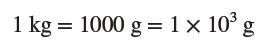 1 kg = 1000 g = 1 × 10³ g